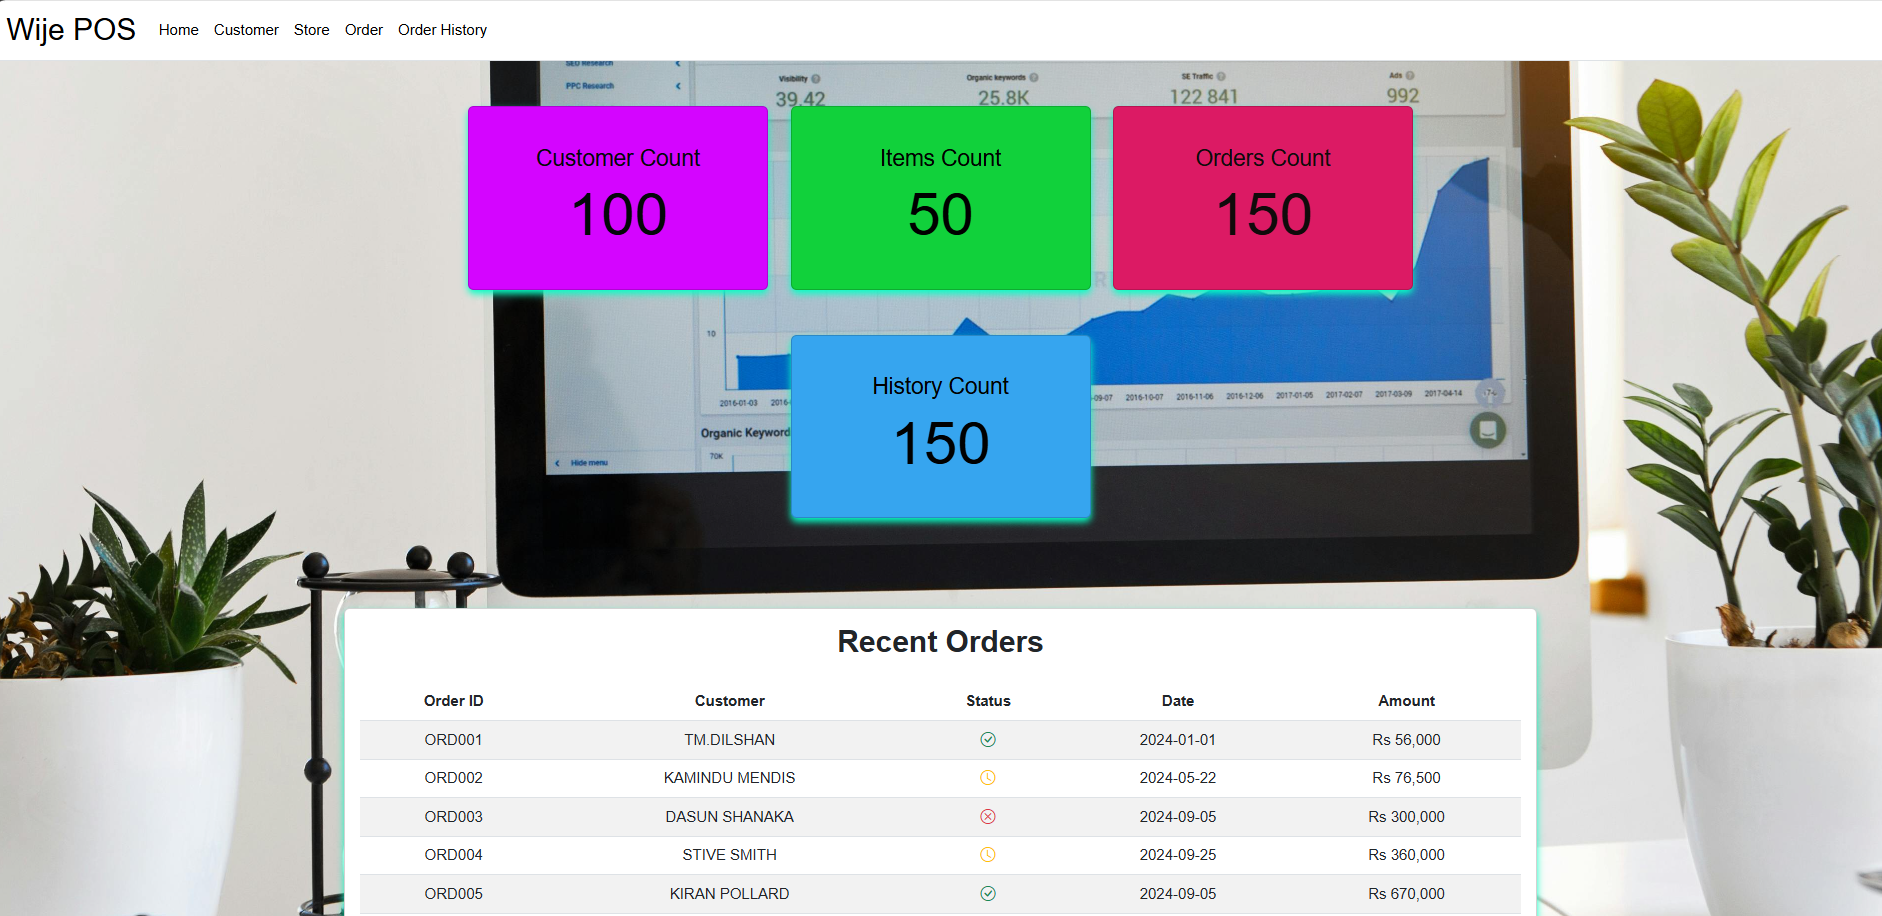 Wije POS Home Customer Store Order Order History
SEO Research
PPC Research
Visibility Organic keywords SE Traffic Ads
39.42 25.8K 122 841 992
Customer Count Items Count Orders Count
100 50 150
10
History Count
150
2016-01-03 2016- -09-07 2016-10-07 2016-11-06 2016-12-06 2017-01-05 2017-02-07 2017-03-09 2017-04-14
Organic Keyword
70K
Hide menu
Recent Orders
Order ID Customer Status Date Amount
ORD001 TM.DILSHAN 2024-01-01 Rs 56,000
ORD002 KAMINDU MENDIS 2024-05-22 Rs 76,500
ORD003 DASUN SHANAKA 2024-09-05 Rs 300,000
ORD004 STIVE SMITH 2024-09-25 Rs 360,000
ORD005 KIRAN POLLARD 2024-09-05 Rs 670,000